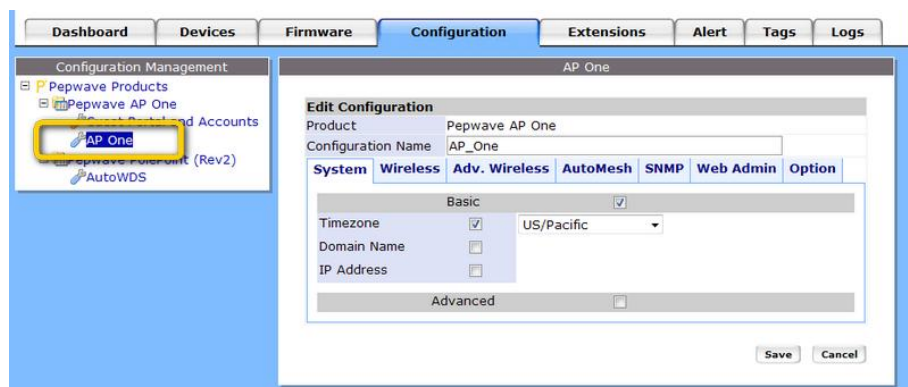 Dashboard Devices Firmware Configuration Extensions Alert Tags Logs
Configuration Management
Pepwave Products
Pepwave AP One
Guest Portal and Accounts
AP One
Pepwave PolePoint (Rev2)
AutoWDS
AP One
Edit Configuration
Product Pepwave AP One
Configuration Name AP_One
System Wireless Adv. Wireless AutoMesh SNMP Web Admin Option
Basic
Timezone US/Pacific
Domain Name
IP Address
Advanced
Save Cancel